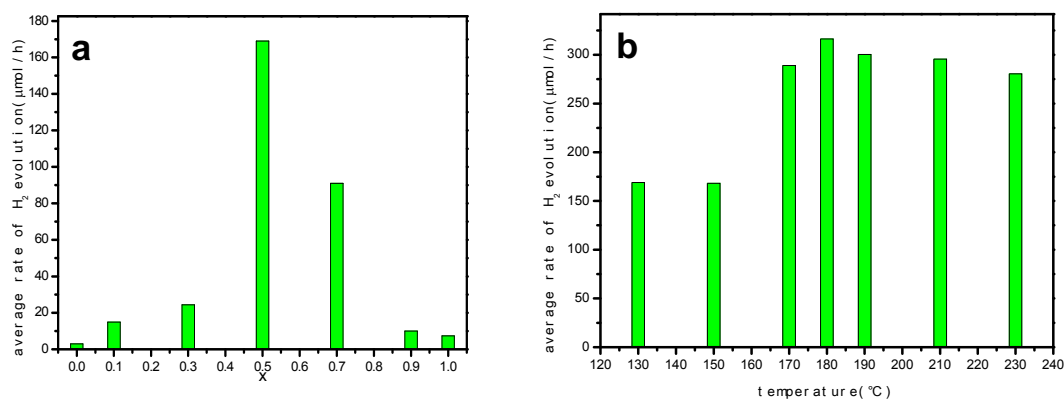 a
180
160
140
120
100
80
60
40
20
0
average rate of H2 evolution(μmol/h)
0.0 0.1 0.2 0.3 0.4 0.5 0.6 0.7 0.8 0.9 1.0
x
b
300
250
200
150
100
50
0
average rate of H2 evolution(μmol/h)
120 130 140 150 160 170 180 190 200 210 220 230 240
temperature(°C)